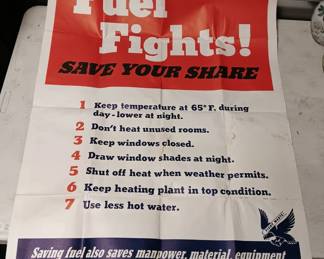 Fuel
Fights!
SAVE YOUR SHARE
1 Keep temperature at 65° F. during
day-lower at night.
2 Don't heat unused rooms.
3 Keep windows closed.
4 Draw window shades at night.
5 Shut off heat when weather permits.
6 Keep heating plant in top condition.
7 Use less hot water.
Saving fuel also saves manpower, material, equipment